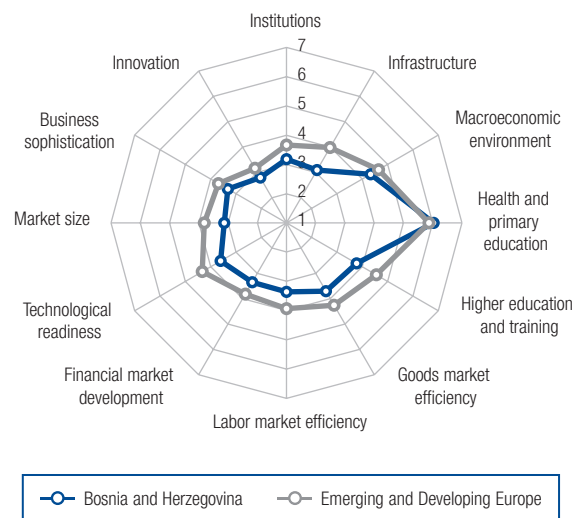 Institutions
Innovation
Infrastructure
Business
sophistication
Macroeconomic
environment
Market size
Health and
primary
education
Technological
readiness
Higher education
and training
Financial market
development
Goods market
efficiency
Labor market efficiency
7
6
5
4
3
2
1
Bosnia and Herzegovina
Emerging and Developing Europe